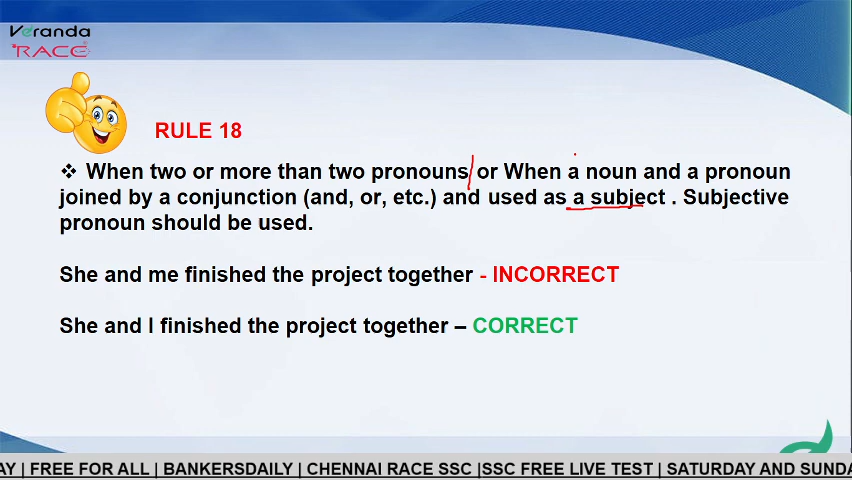 Veranda
RACE
RULE 18
❖ When two or more than two pronouns or When a noun and a pronoun
joined by a conjunction (and, or, etc.) and used as a subject . Subjective
pronoun should be used.
She and me finished the project together - INCORRECT
She and I finished the project together – CORRECT
AY | FREE FOR ALL | BANKERSDAILY | CHENNAI RACE SSC |SSC FREE LIVE TEST | SATURDAY AND SUNDA